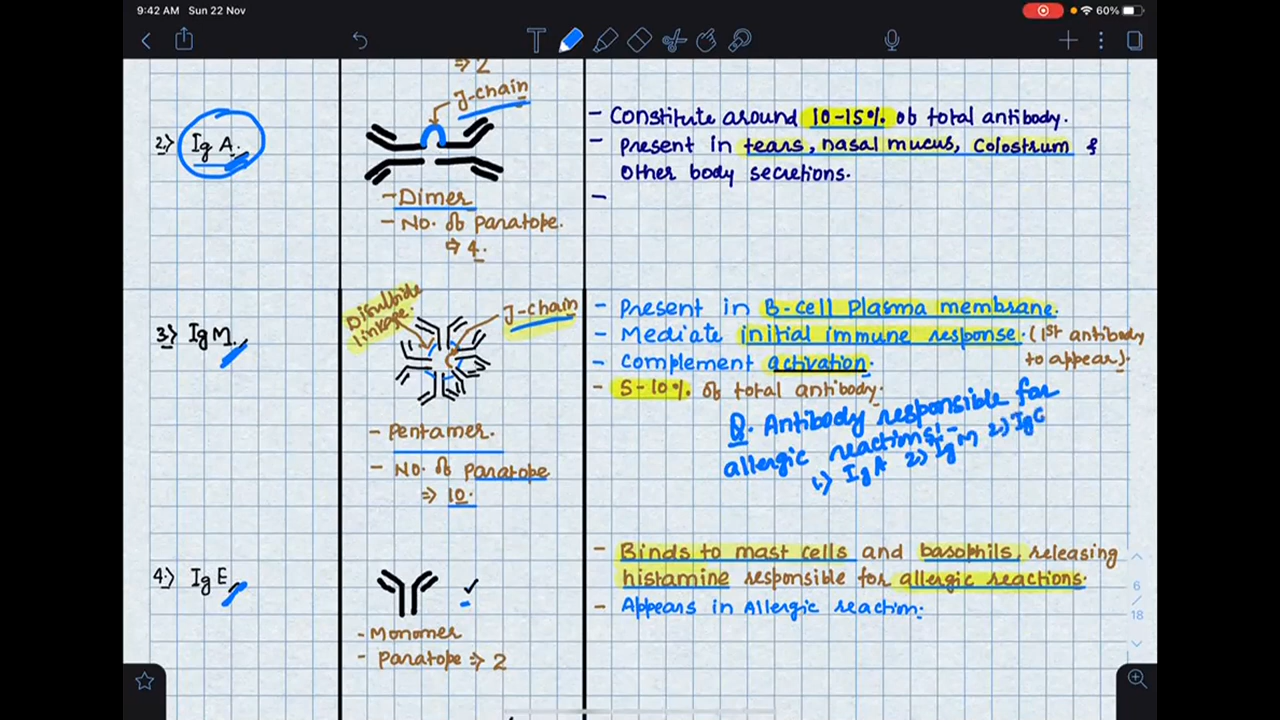 9:42 AM Sun 22 Nov
60%
T
⇒ 2
J-chain
2.) Ig A.
- Dimer
- No. of paratope.
⇒ 4.
- Constitute around 10-15% of total antibody.
- Present in tears, nasal mucus, colostrum &
other body secretions.
-
3.) Ig M.
Disulfide
linkage.
J-chain
- Pentamer.
- No. of paratope
⇒ 10.
- Present in B-cell plasma membrane.
- Mediate initial immune response. (1st antibody
to appear).
- Complement activation.
- 5-10% of total antibody.
Q. Antibody responsible for
allergic reactions:-
1.) Ig A 2.) Ig M 2.) Ig G
4.) Ig E
- Monomer
- Paratope ⇒ 2
- Binds to mast cells and basophils, releasing
histamine responsible for allergic reactions.
- Appears in Allergic reaction.
6
/
18